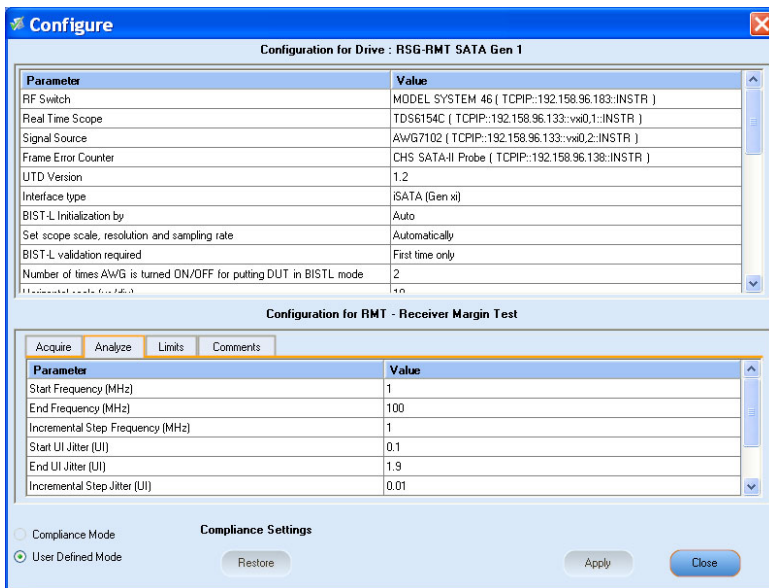 Configure
Configuration for Drive : RSG-RMT SATA Gen 1
Parameter Value
RF Switch MODEL SYSTEM 46 ( TCPIP::192.158.96.183::INSTR )
Real Time Scope TDS6154C ( TCPIP::192.158.96.133::vxi0,1::INSTR )
Signal Source AWG7102 ( TCPIP::192.158.96.133::vxi0,2::INSTR )
Frame Error Counter CHS SATA-II Probe ( TCPIP::192.158.96.138::INSTR )
UTD Version 1.2
Interface type iSATA (Gen xi)
BIST-L Initialization by Auto
Set scope scale, resolution and sampling rate Automatically
BIST-L validation required First time only
Number of times AWG is turned ON/OFF for putting DUT in BISTL mode 2
Horizontal scale (us/div) 10
Configuration for RMT - Receiver Margin Test
Acquire Analyze Limits Comments
Parameter Value
Start Frequency (MHz) 1
End Frequency (MHz) 100
Incremental Step Frequency (MHz) 1
Start UI Jitter (UI) 0.1
End UI Jitter (UI) 1.9
Incremental Step Jitter (UI) 0.01
Compliance Mode Compliance Settings
User Defined Mode Restore Apply Close